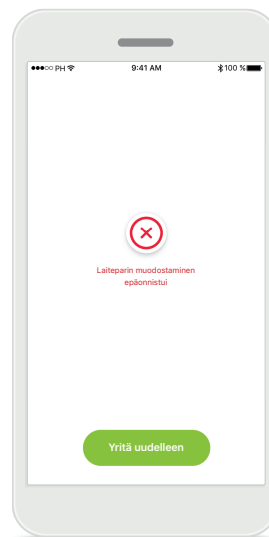 ●●●○○ PH 9:41 AM 100 %
Laiteparin muodostaminen
epäonnistui
Yritä uudelleen